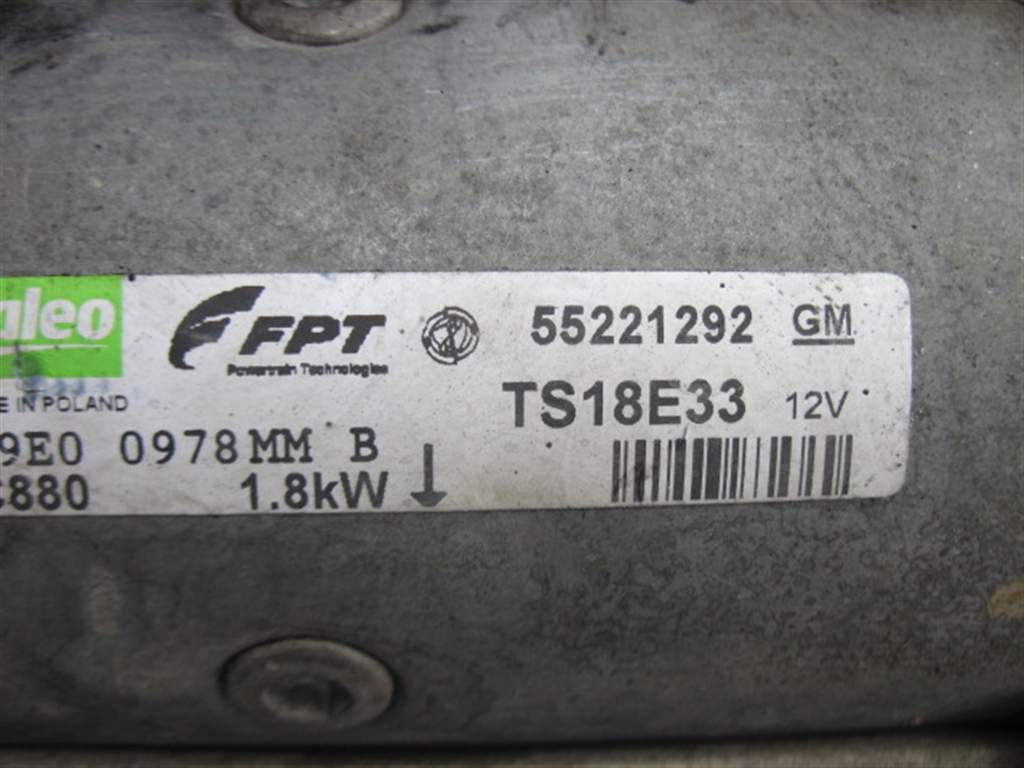 aleo FPT 55221292 GM
Powertrain Technologies
E IN POLAND TS18E33 12V
9E0 0978MM B
880 1.8kW